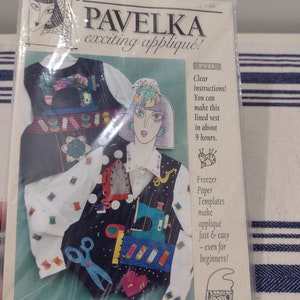 PAVELKA
exciting appliqué!
PV25
Clear
instructions!
You can
make this
lined vest
in about
9 hours.
Freezer
Paper
Templates
make
appliqué
fast & easy
– even for
beginners!